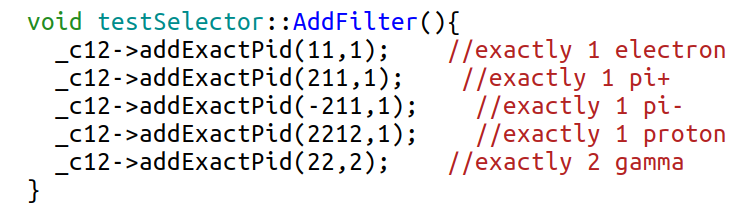 void testSelector::AddFilter(){
  _c12->addExactPid(11,1);    //exactly 1 electron
  _c12->addExactPid(211,1);    //exactly 1 pi+
  _c12->addExactPid(-211,1);    //exactly 1 pi-
  _c12->addExactPid(2212,1);    //exactly 1 proton
  _c12->addExactPid(22,2);    //exactly 2 gamma
}